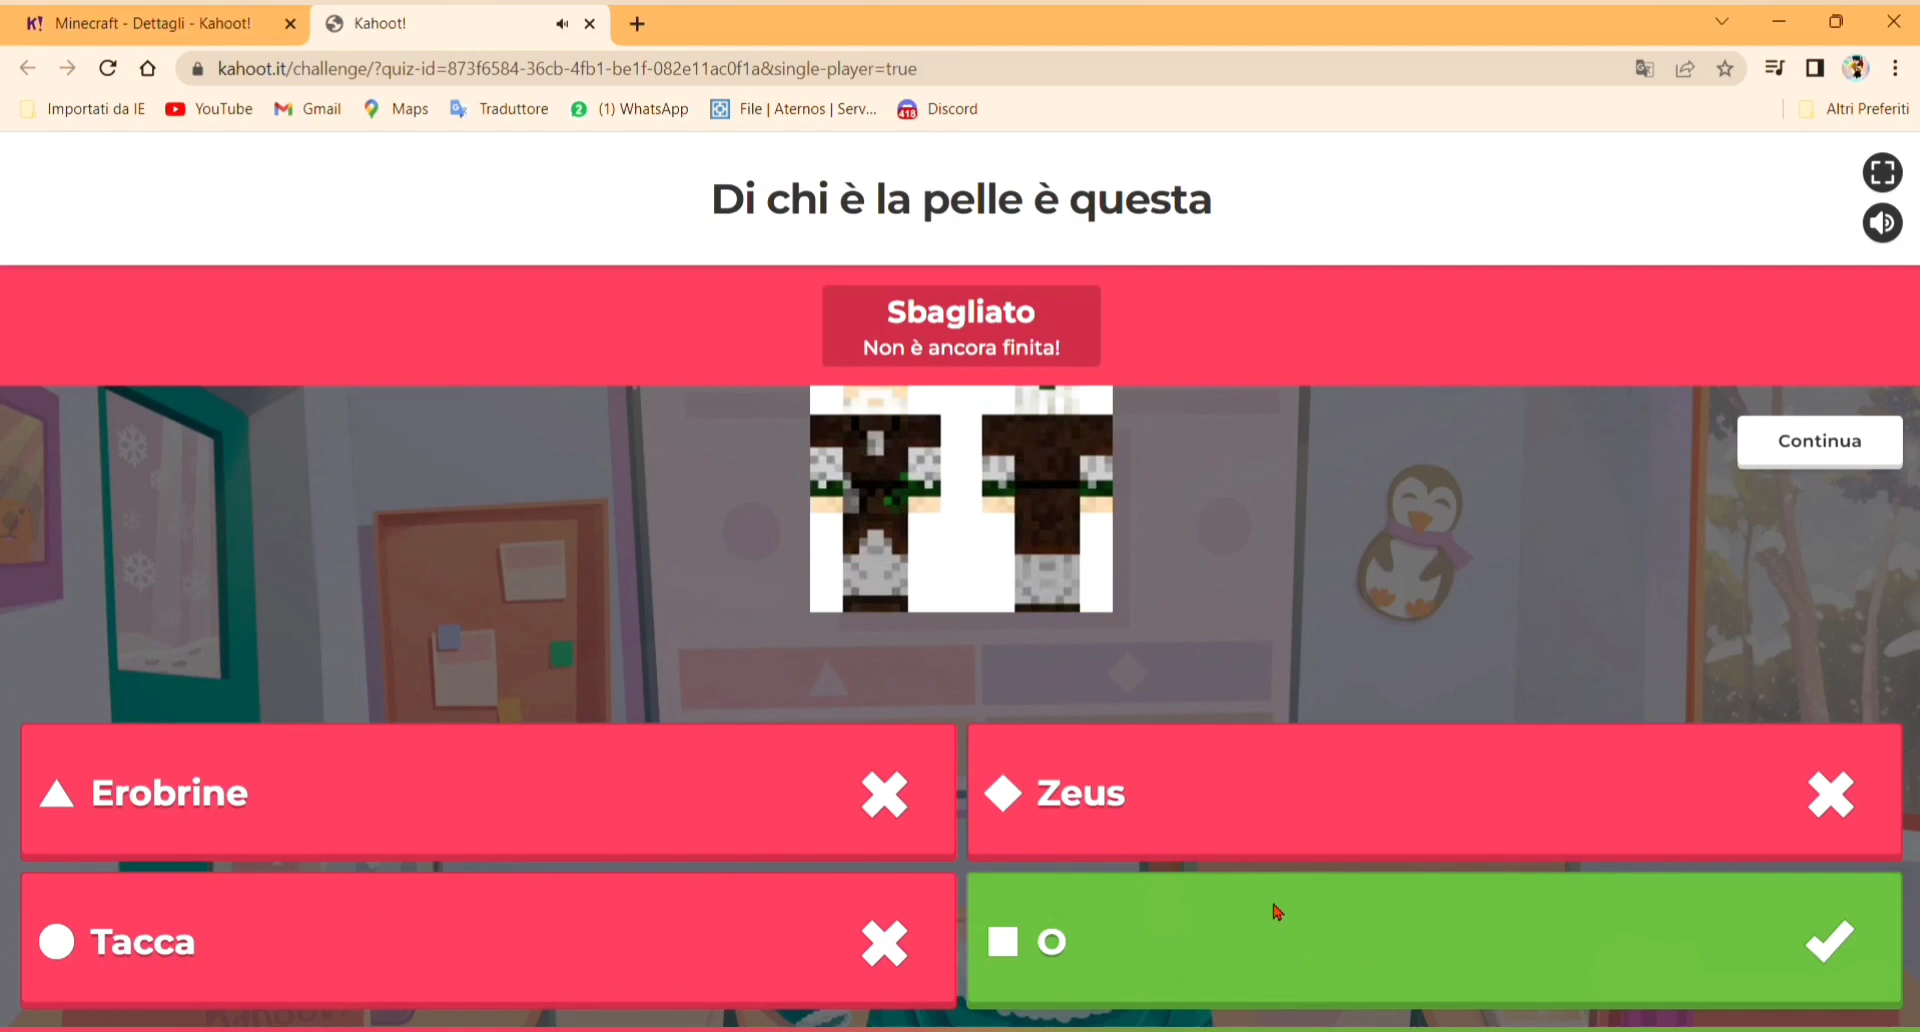 K! Minecraft - Dettagli - Kahoot!
Kahoot!
kahoot.it/challenge/?quiz-id=873f6584-36cb-4fb1-be1f-082e11ac0f1a&single-player=true
Importati da IE
YouTube
Gmail
Maps
Traduttore
2 (1) WhatsApp
File | Aternos | Serv...
418 Discord
Altri Preferiti
Di chi è la pelle è questa
Sbagliato
Non è ancora finita!
Continua
Erobrine
Zeus
Tacca
O